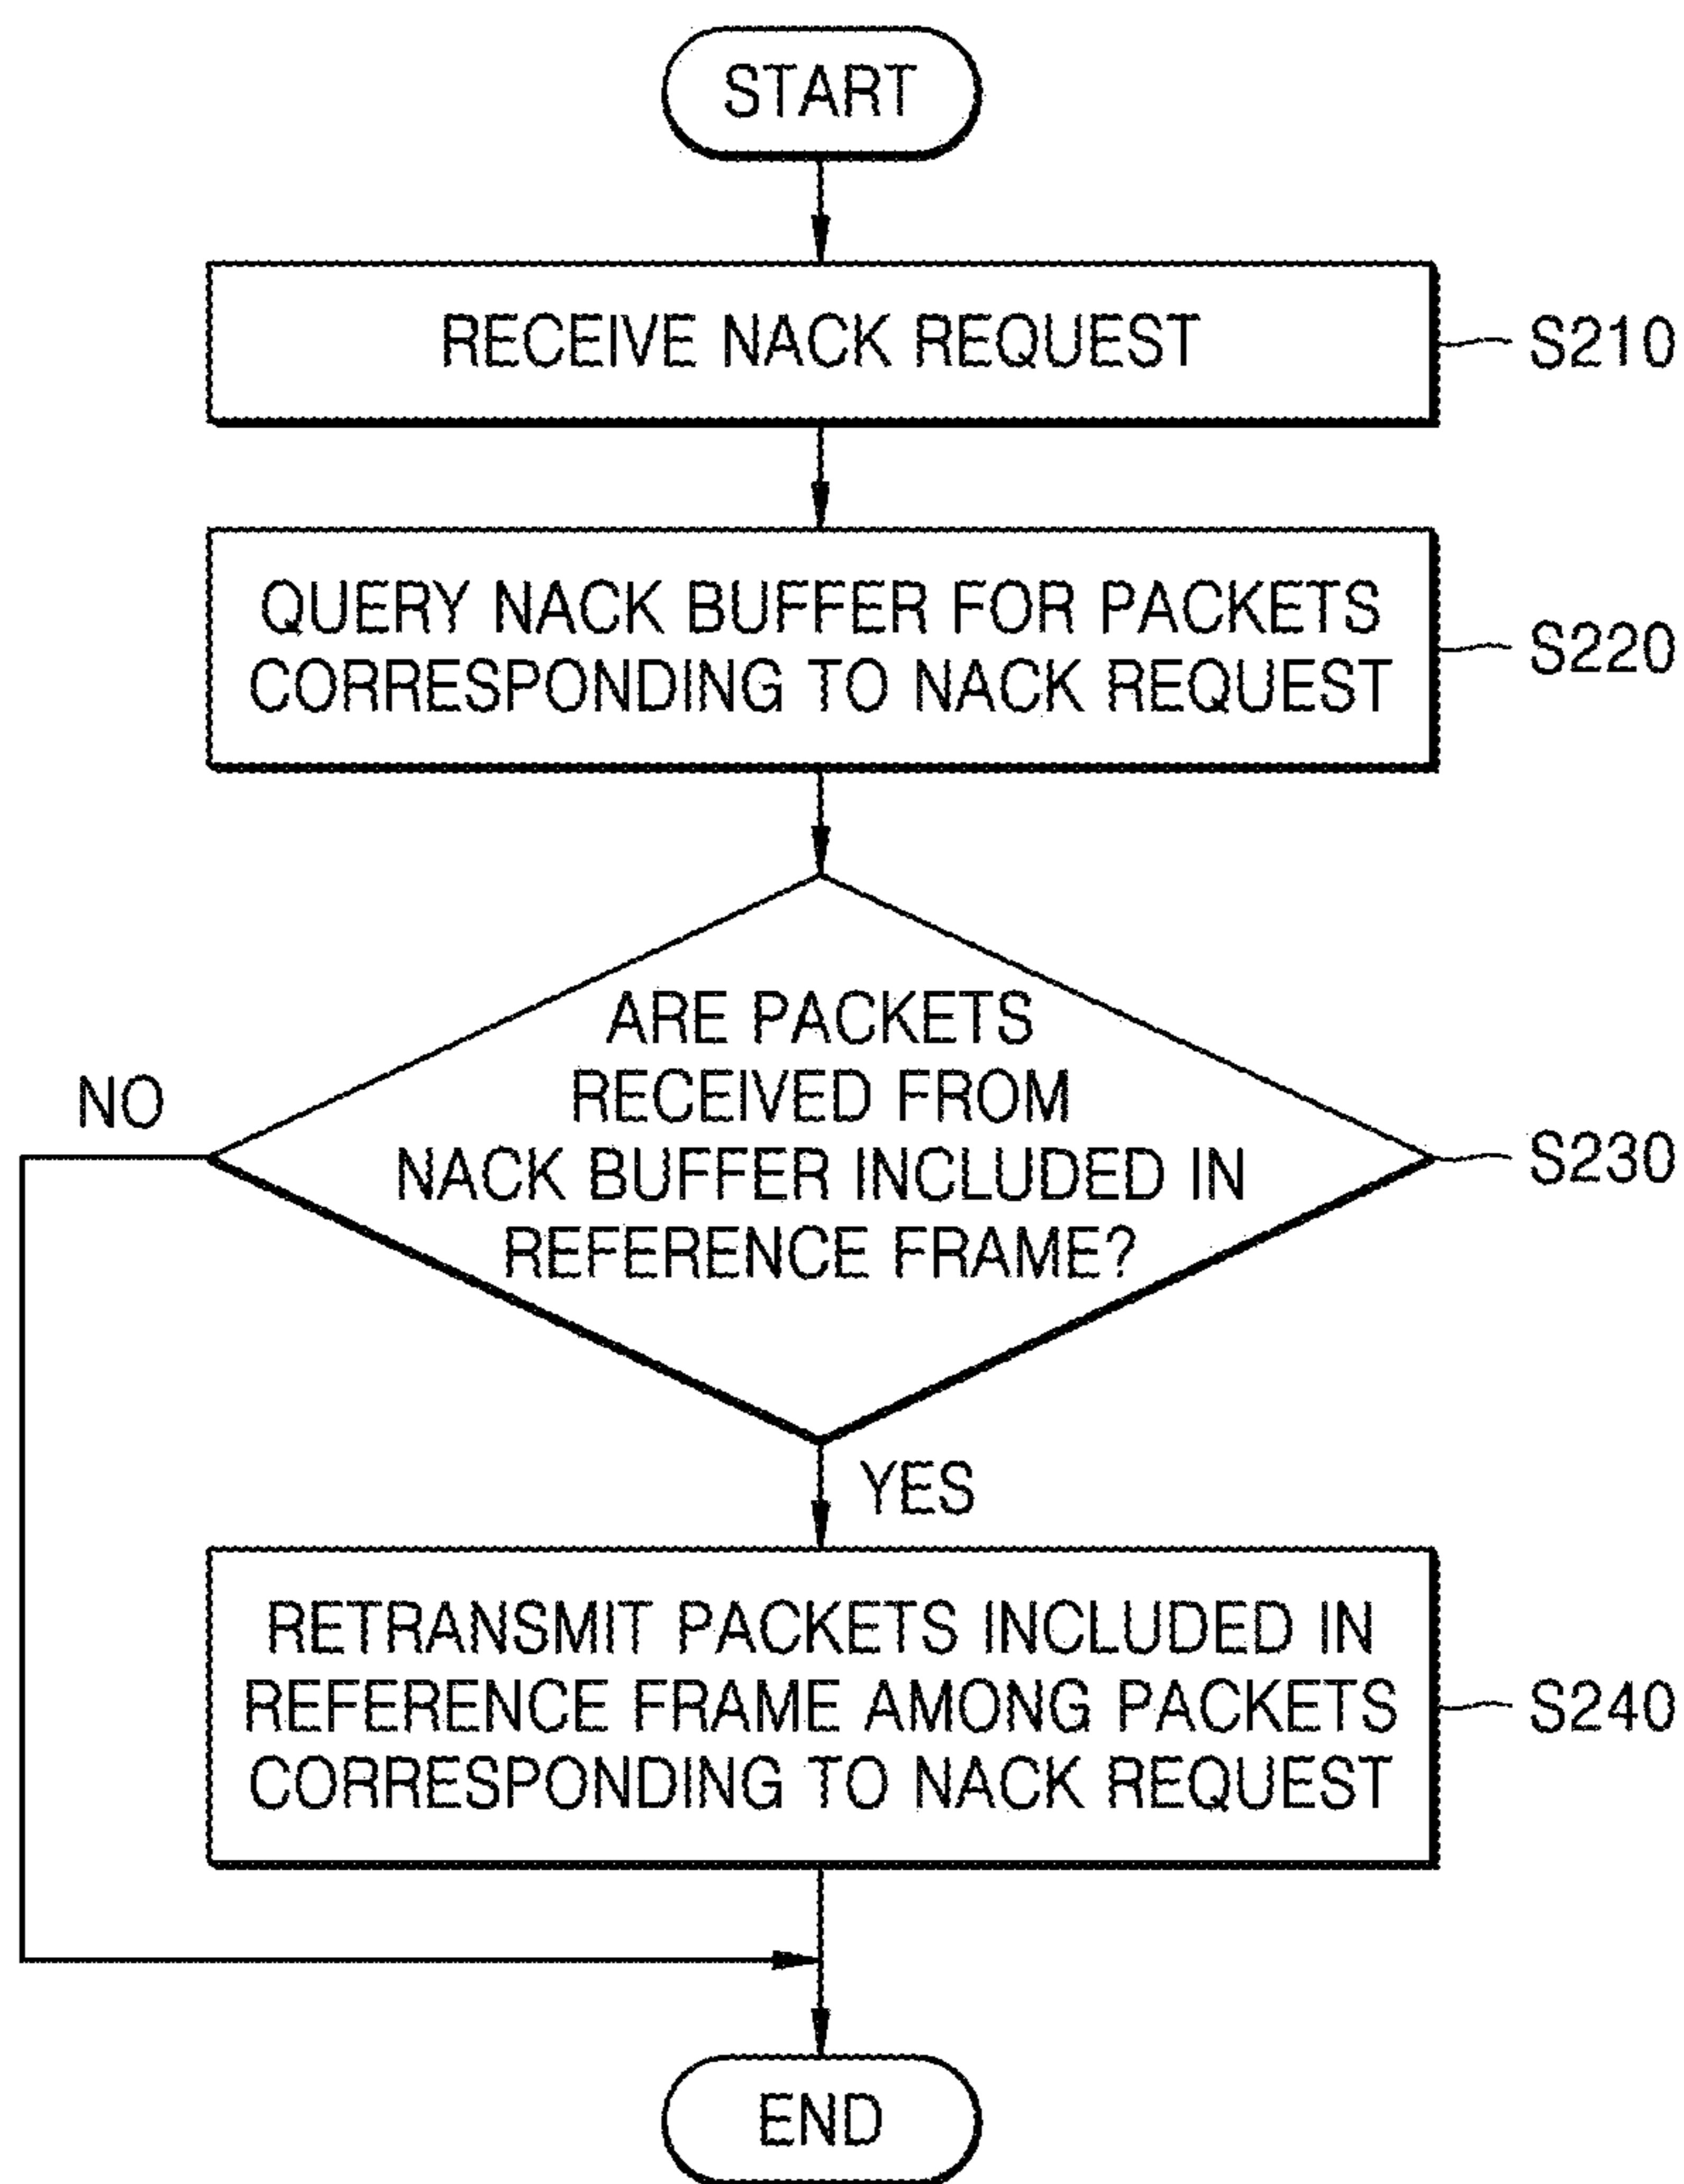 START
RECEIVE NACK REQUEST
S210
QUERY NACK BUFFER FOR PACKETS
CORRESPONDING TO NACK REQUEST
S220
ARE PACKETS
RECEIVED FROM
NACK BUFFER INCLUDED IN
REFERENCE FRAME?
S230
NO
YES
RETRANSMIT PACKETS INCLUDED IN
REFERENCE FRAME AMONG PACKETS
CORRESPONDING TO NACK REQUEST
S240
END